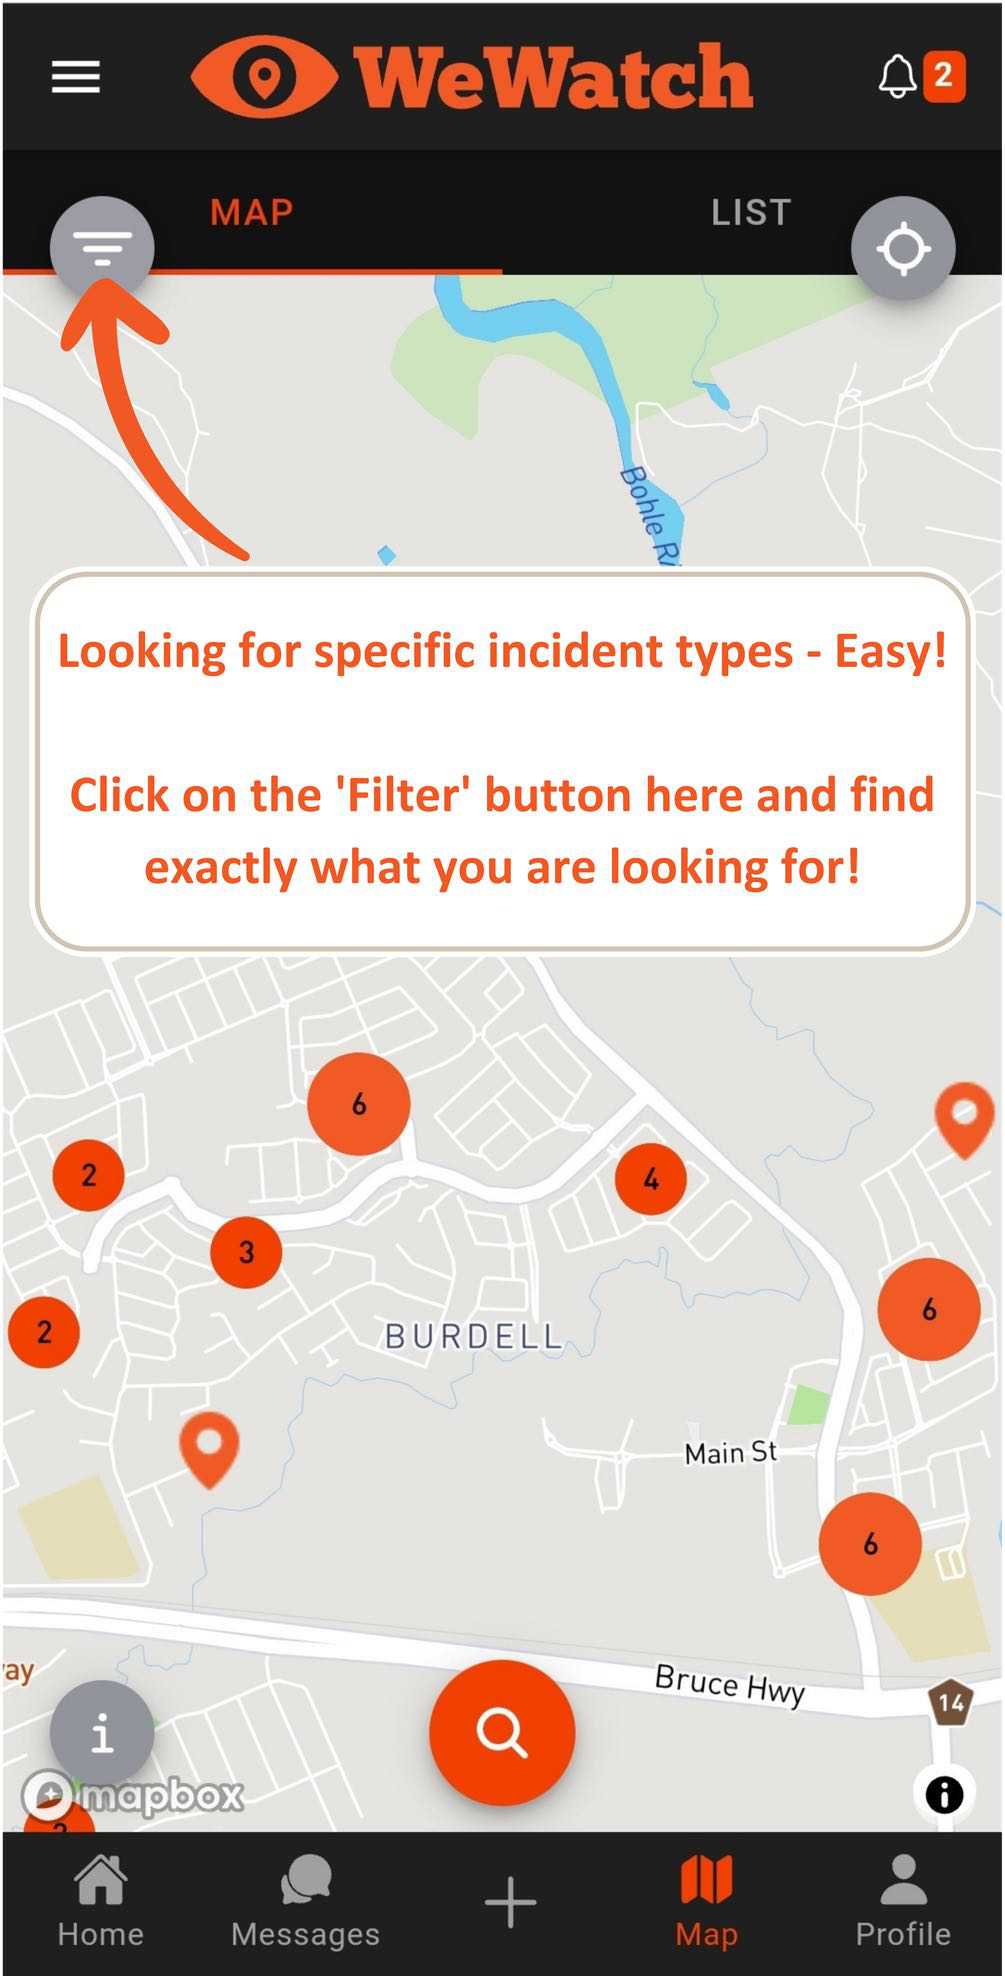 WeWatch
2
MAP
LIST
Bohle Ri
Looking for specific incident types - Easy!
Click on the 'Filter' button here and find
exactly what you are looking for!
6
2
4
3
6
2
BURDELL
Main St
6
ay
Bruce Hwy
14
i
mapbox
i
Home
Messages
Map
Profile